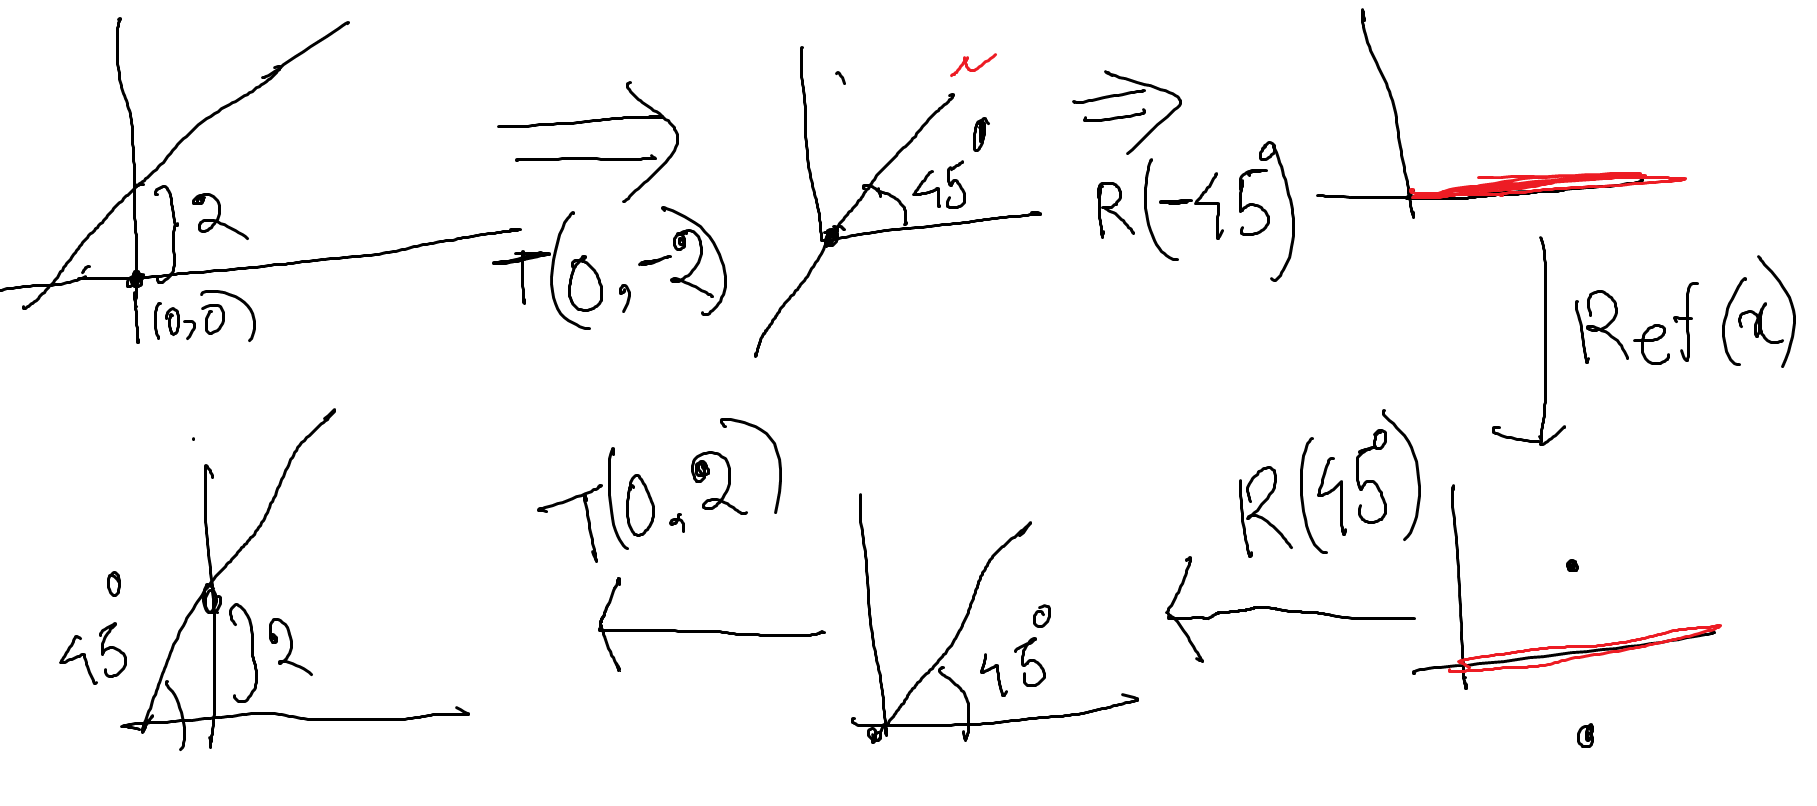 2
(0,0)
T(0,-2)
45°
R(-45°)
Ref(x)
R(45°)
45°
T(0,2)
2
45°